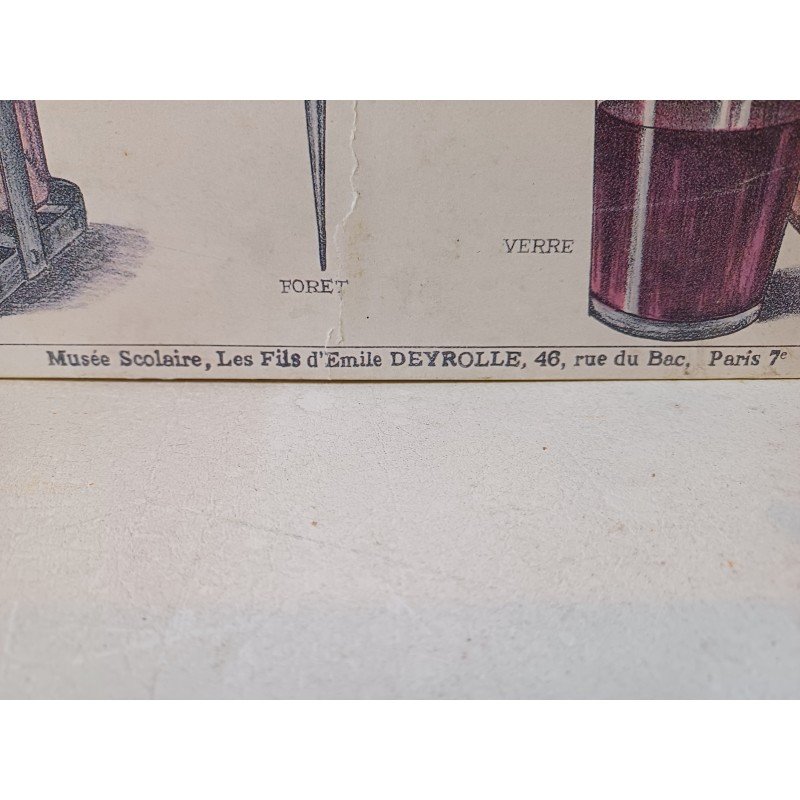 VERRE
FORET
Musée Scolaire, Les Fils d'Emile DEYROLLE, 46, rue du Bac, Paris 7e